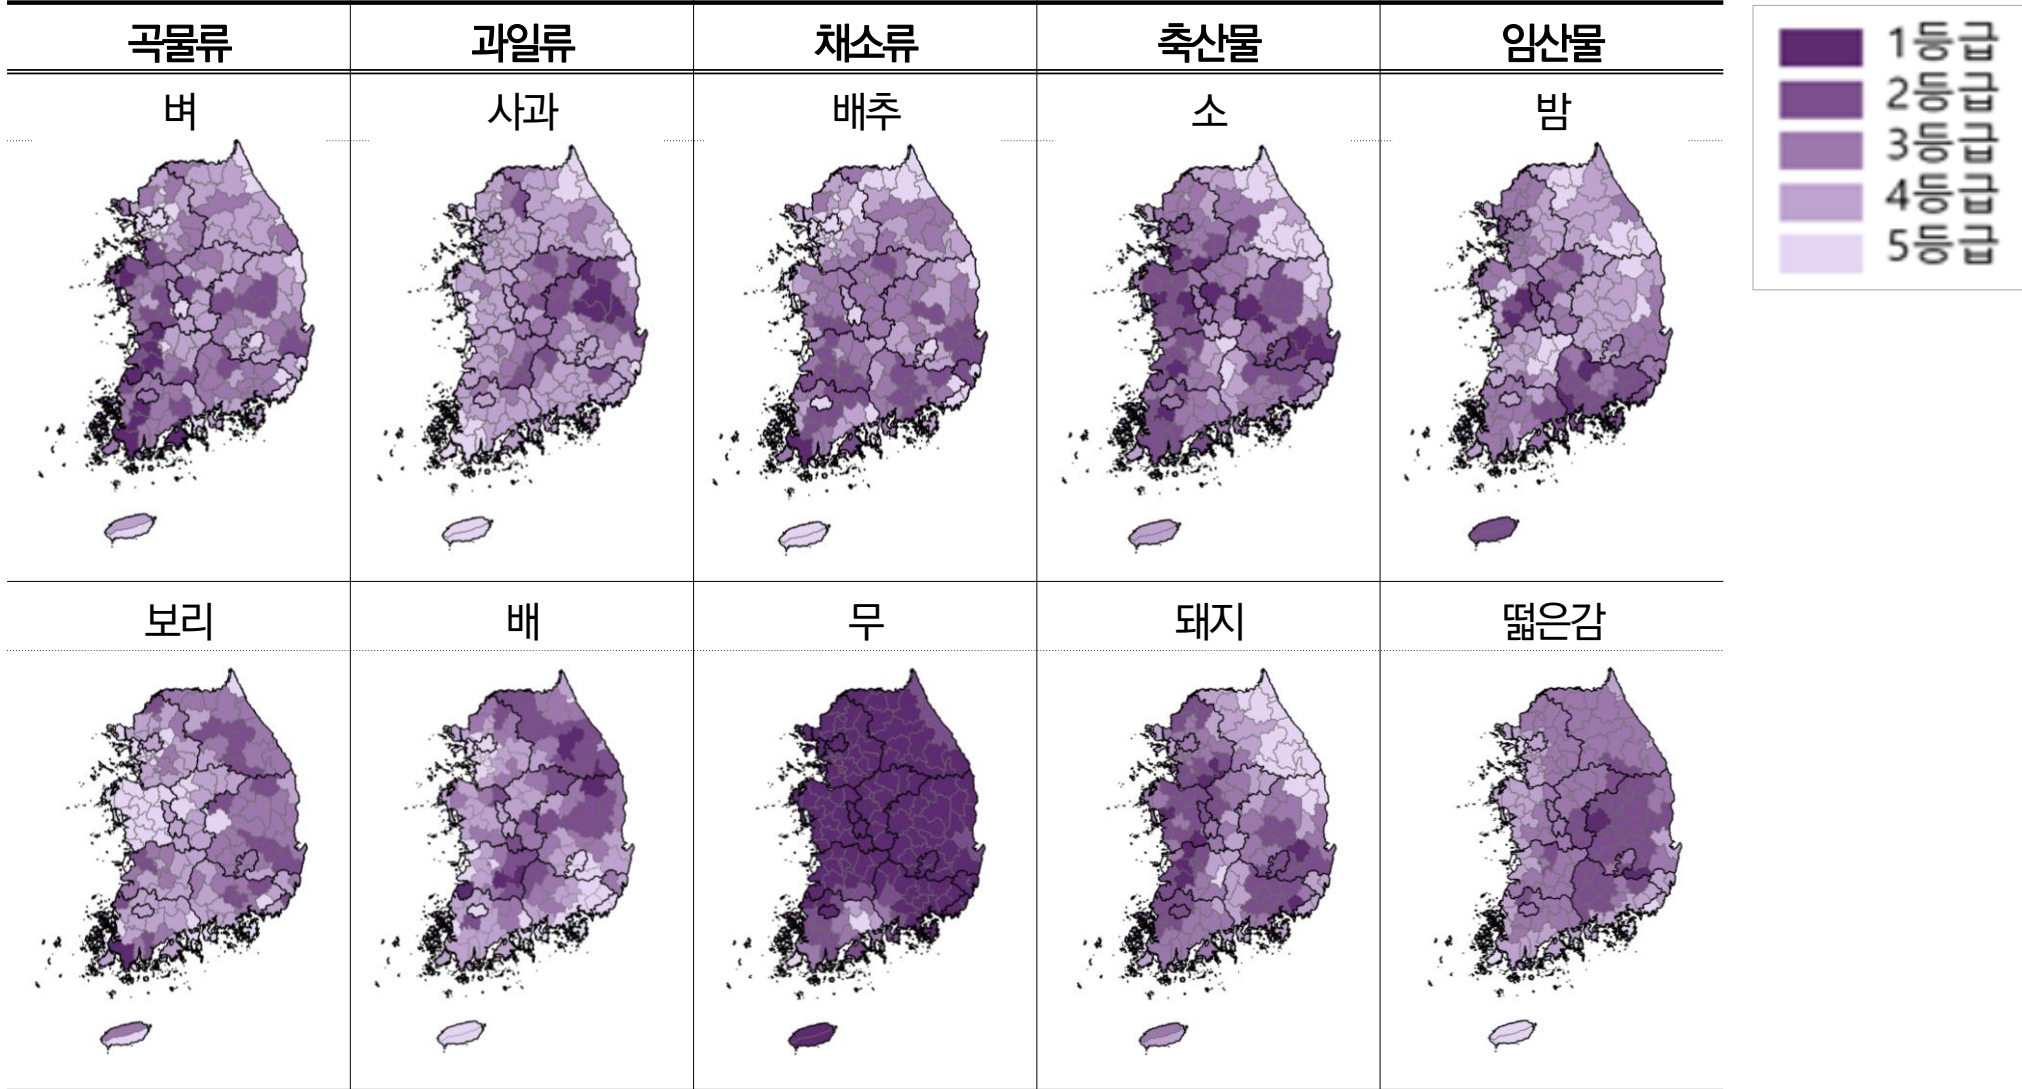 곡물류 과일류 채소류 축산물 임산물
벼 사과 배추 소 밤
보리 배 무 돼지 떫은감
1등급
2등급
3등급
4등급
5등급